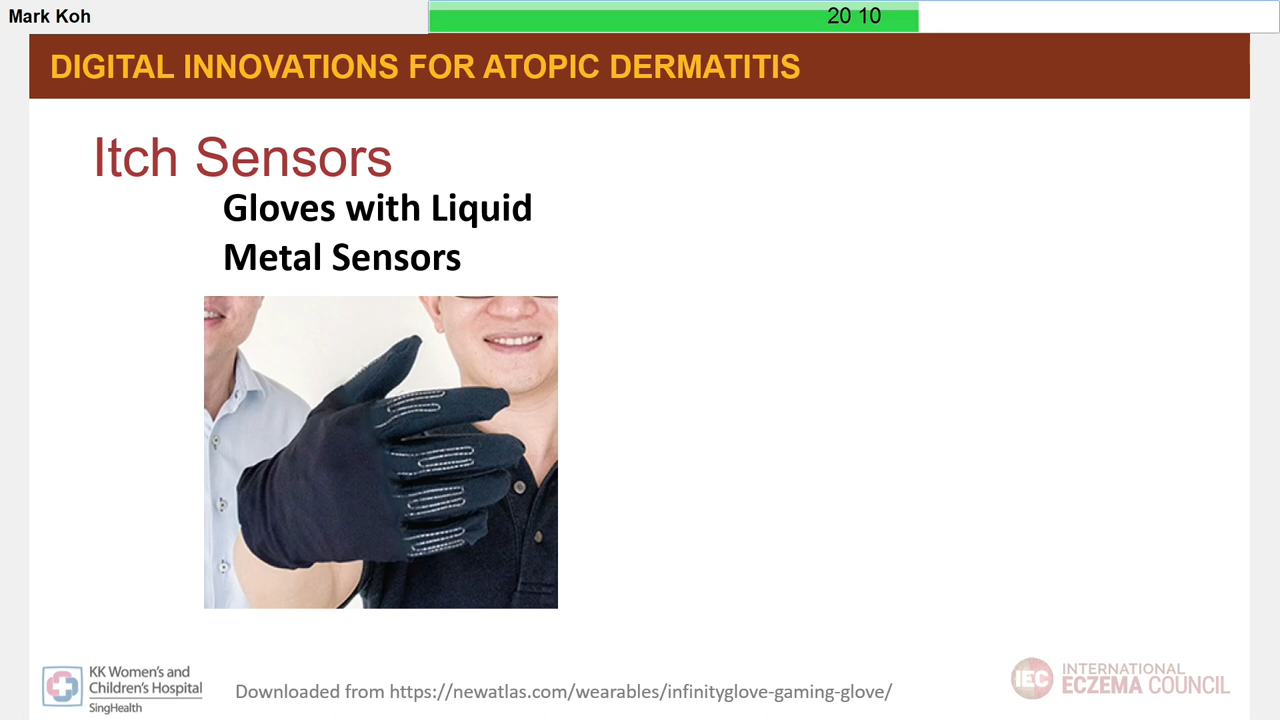 Mark Koh
20 10
DIGITAL INNOVATIONS FOR ATOPIC DERMATITIS
Itch Sensors
Gloves with Liquid
Metal Sensors
KK Women's and
Children's Hospital
SingHealth
Downloaded from https://newatlas.com/wearables/infinityglove-gaming-glove/
IEC
INTERNATIONAL
ECZEMA COUNCIL